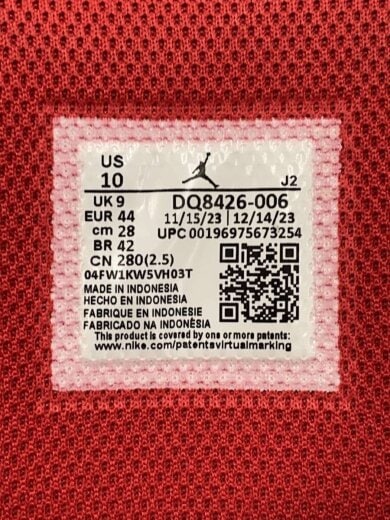 US
10
J2
UK 9
DQ8426-006
EUR 44
11/15/23 | 12/14/23
cm 28
UPC 00196975673254
BR 42
CN 280(2.5)
04FW1KW5VH03T
MADE IN INDONESIA
HECHO EN INDONESIA
FABRIQUE EN INDONESIE
FABRICADO NA INDONÈSIA
This product is covered by one or more patents:
www.nike.com/patentsvirtualmarking